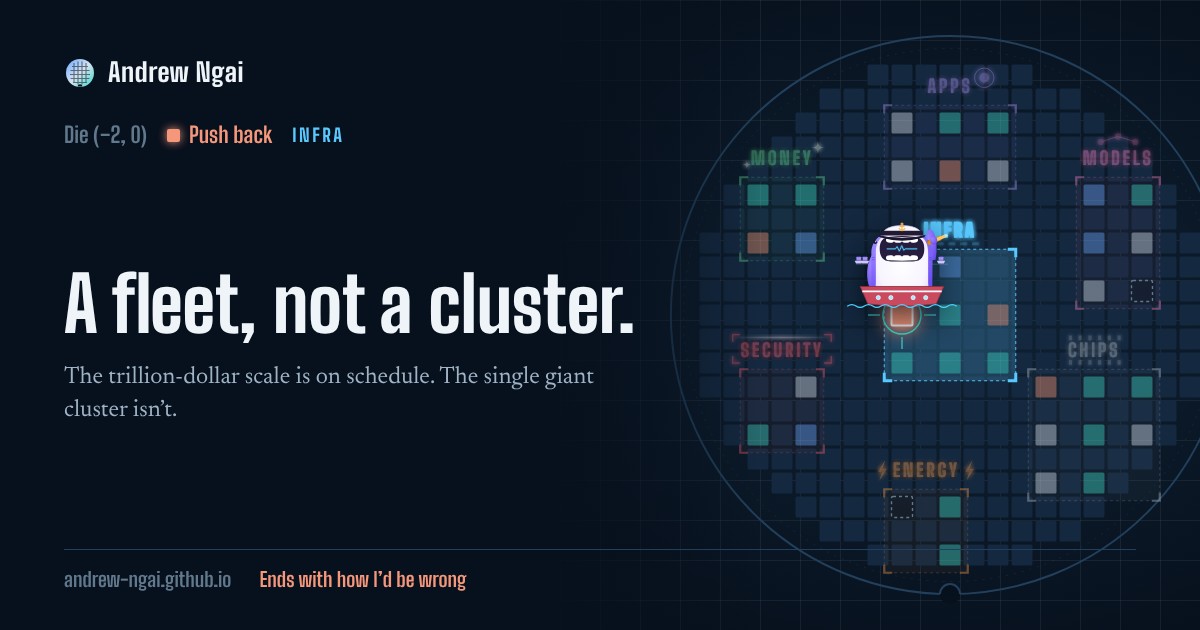 Andrew Ngai
Die (−2, 0)
Push back
INFRA
A fleet, not a cluster.
The trillion-dollar scale is on schedule. The single giant
cluster isn’t.
andrew-ngai.github.io
Ends with how I’d be wrong
APPS
MONEY
MODELS
INFRA
SECURITY
CHIPS
ENERGY